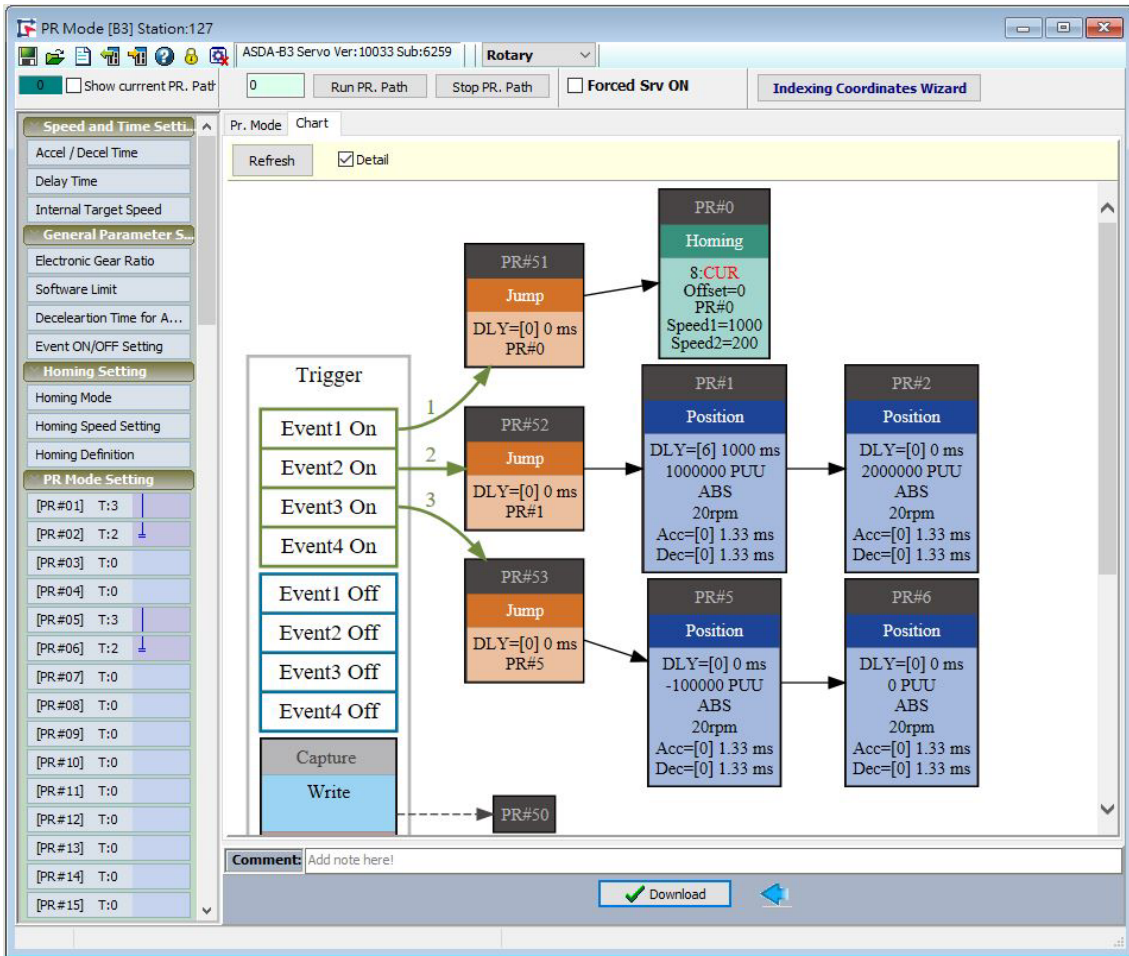 PR Mode [B3] Station:127
ASDA-B3 Servo Ver:10033 Sub:6259
Rotary
0
Show currrent PR. Path
0
Run PR. Path
Stop PR. Path
Forced Srv ON
Indexing Coordinates Wizard
Speed and Time Setti...
Accel / Decel Time
Delay Time
Internal Target Speed
General Parameter S...
Electronic Gear Ratio
Software Limit
Deceleartion Time for A...
Event ON/OFF Setting
Homing Setting
Homing Mode
Homing Speed Setting
Homing Definition
PR Mode Setting
[PR#01] T:3
[PR#02] T:2
[PR#03] T:0
[PR#04] T:0
[PR#05] T:3
[PR#06] T:2
[PR#07] T:0
[PR#08] T:0
[PR#09] T:0
[PR#10] T:0
[PR#11] T:0
[PR#12] T:0
[PR#13] T:0
[PR#14] T:0
[PR#15] T:0
Pr. Mode
Chart
Refresh
Detail
Trigger
Event1 On
Event2 On
Event3 On
Event4 On
Event1 Off
Event2 Off
Event3 Off
Event4 Off
Capture
Write
1
2
3
PR#51
Jump
DLY=[0] 0 ms
PR#0
PR#0
Homing
8:CUR
Offset=0
PR#0
Speed1=1000
Speed2=200
PR#52
Jump
DLY=[0] 0 ms
PR#1
PR#1
Position
DLY=[6] 1000 ms
1000000 PUU
ABS
20rpm
Acc=[0] 1.33 ms
Dec=[0] 1.33 ms
PR#2
Position
DLY=[0] 0 ms
2000000 PUU
ABS
20rpm
Acc=[0] 1.33 ms
Dec=[0] 1.33 ms
PR#53
Jump
DLY=[0] 0 ms
PR#5
PR#5
Position
DLY=[0] 0 ms
-100000 PUU
ABS
20rpm
Acc=[0] 1.33 ms
Dec=[0] 1.33 ms
PR#6
Position
DLY=[0] 0 ms
0 PUU
ABS
20rpm
Acc=[0] 1.33 ms
Dec=[0] 1.33 ms
PR#50
Comment:
Add note here!
Download